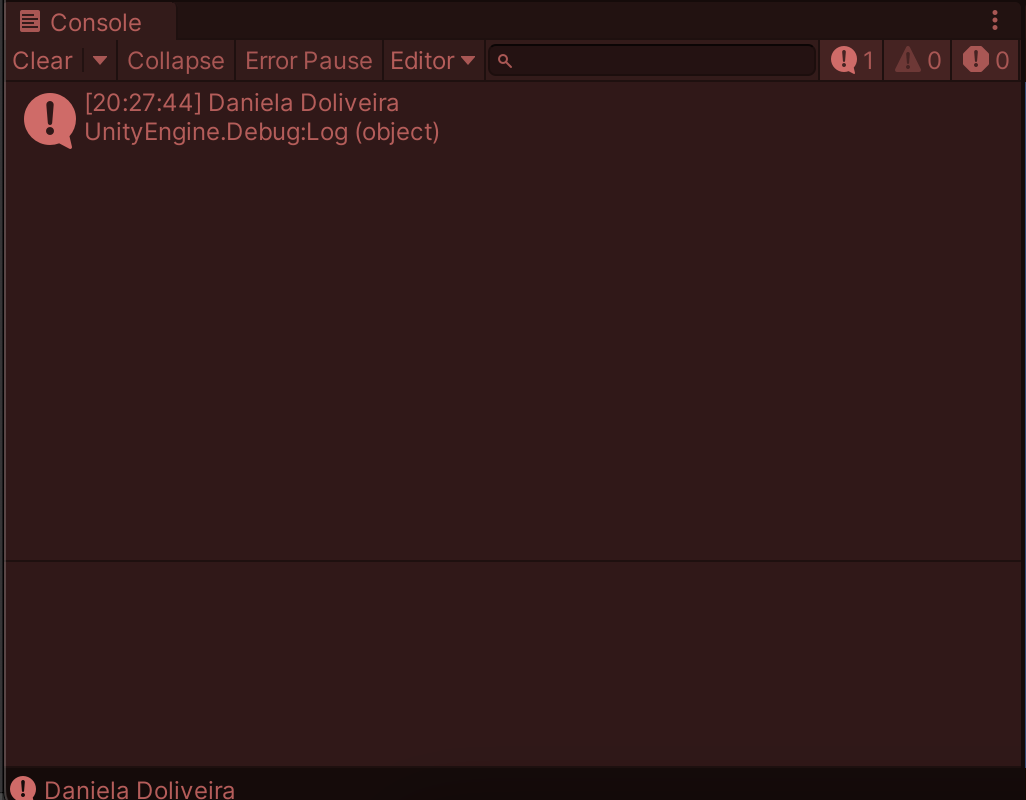 Console
Clear Collapse Error Pause Editor 1 0 0
[20:27:44] Daniela Doliveira
UnityEngine.Debug:Log (object)
Daniela Doliveira